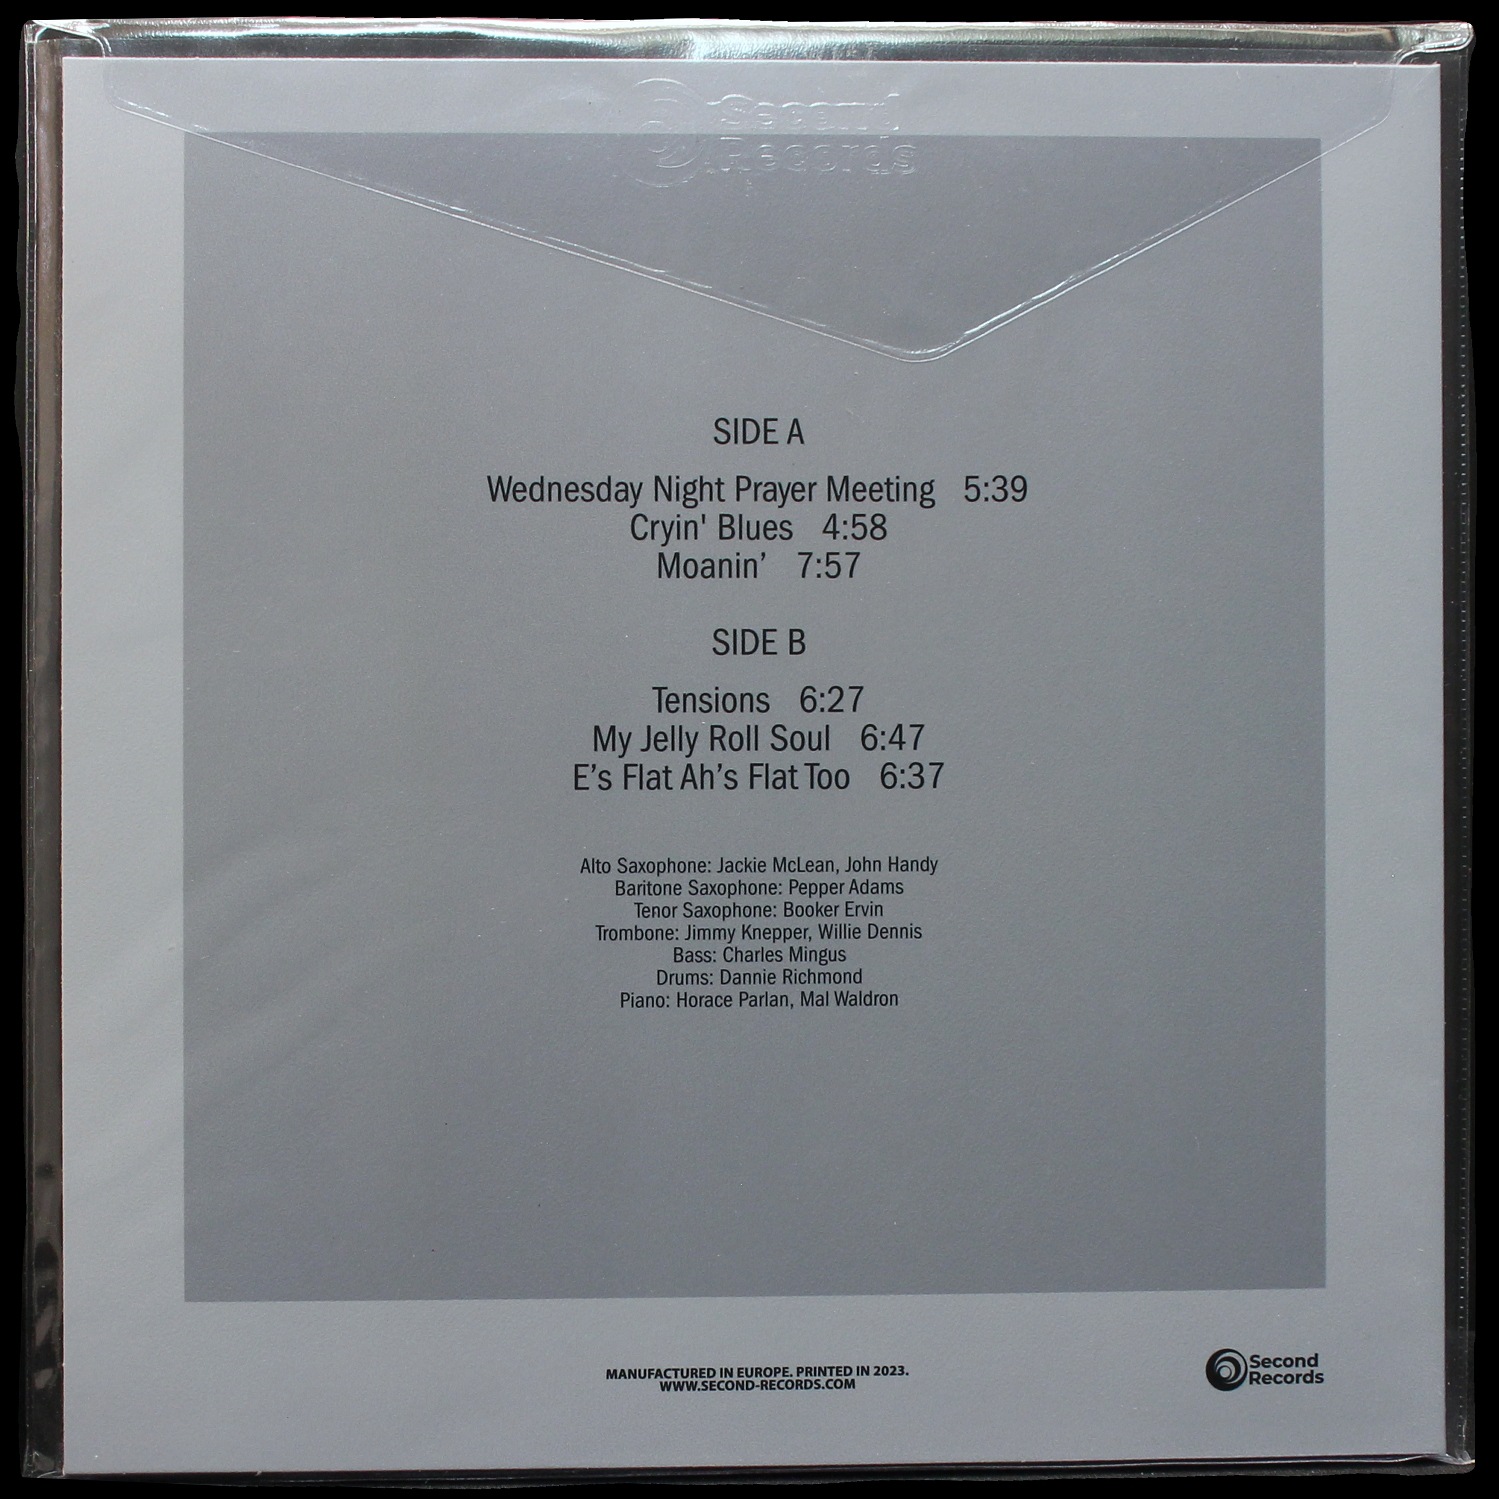 Second
Records
SIDE A
Wednesday Night Prayer Meeting 5:39
Cryin' Blues 4:58
Moanin’ 7:57
SIDE B
Tensions 6:27
My Jelly Roll Soul 6:47
E’s Flat Ah’s Flat Too 6:37
Alto Saxophone: Jackie McLean, John Handy
Baritone Saxophone: Pepper Adams
Tenor Saxophone: Booker Ervin
Trombone: Jimmy Knepper, Willie Dennis
Bass: Charles Mingus
Drums: Dannie Richmond
Piano: Horace Parlan, Mal Waldron
MANUFACTURED IN EUROPE. PRINTED IN 2023.
WWW.SECOND-RECORDS.COM
Second
Records